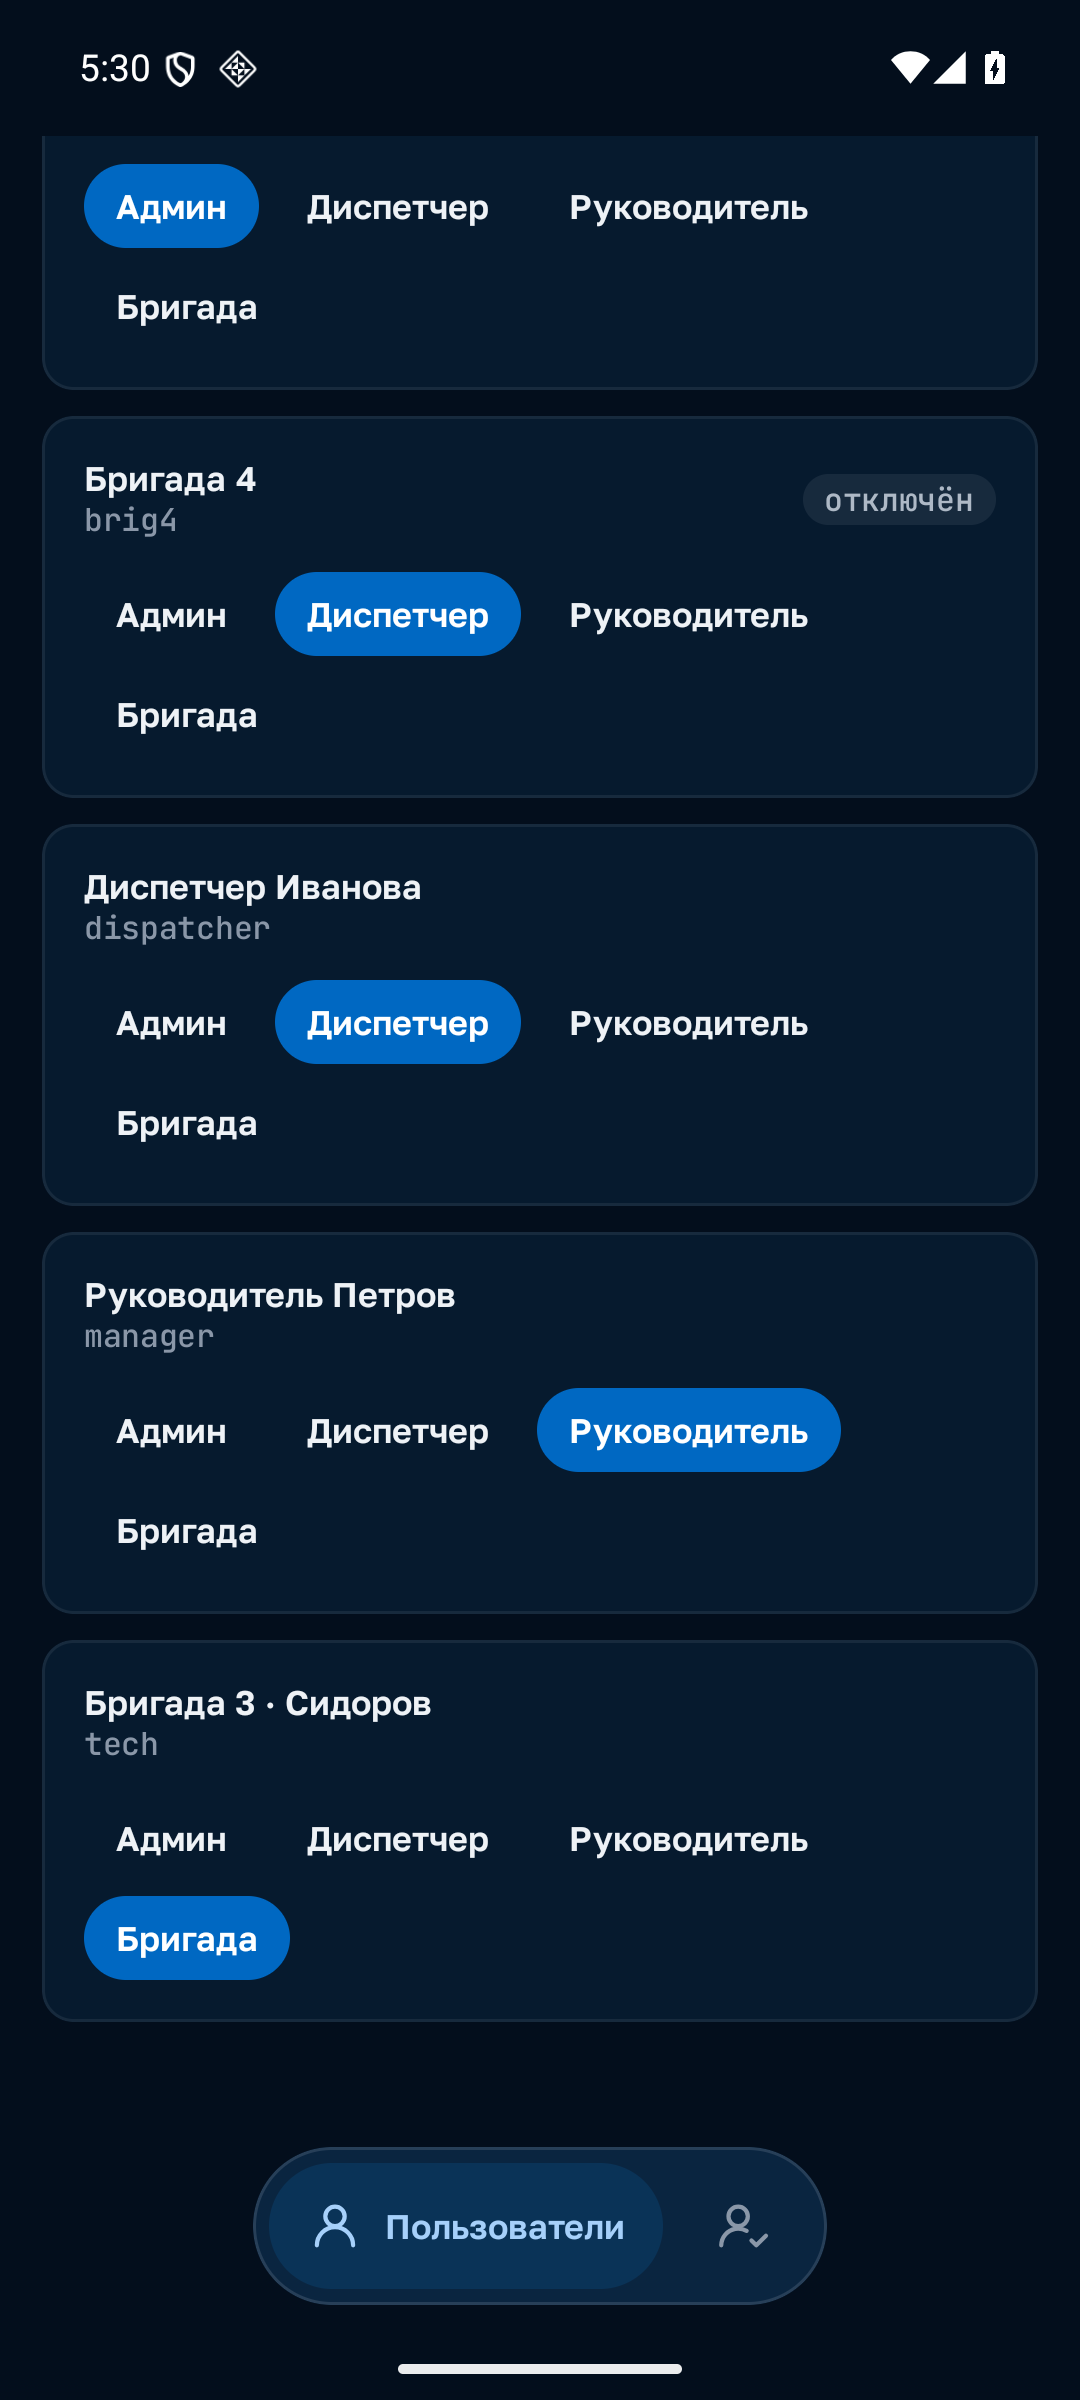 5:30
Админ Диспетчер Руководитель
Бригада
Бригада 4
brig4
отключён
Админ Диспетчер Руководитель
Бригада
Диспетчер Иванова
dispatcher
Админ Диспетчер Руководитель
Бригада
Руководитель Петров
manager
Админ Диспетчер Руководитель
Бригада
Бригада 3 · Сидоров
tech
Админ Диспетчер Руководитель
Бригада
Пользователи